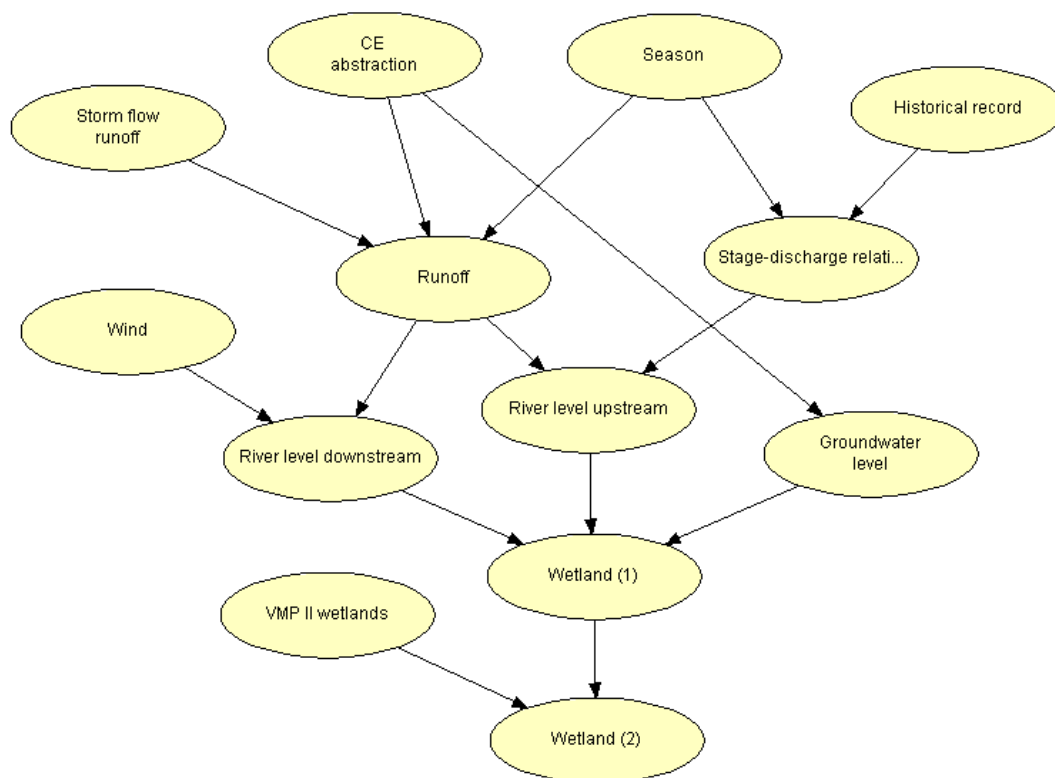 CE
abstraction
Season
Storm flow
runoff
Historical record
Runoff
Stage-discharge relati...
Wind
River level upstream
River level downstream
Groundwater
level
Wetland (1)
VMP II wetlands
Wetland (2)